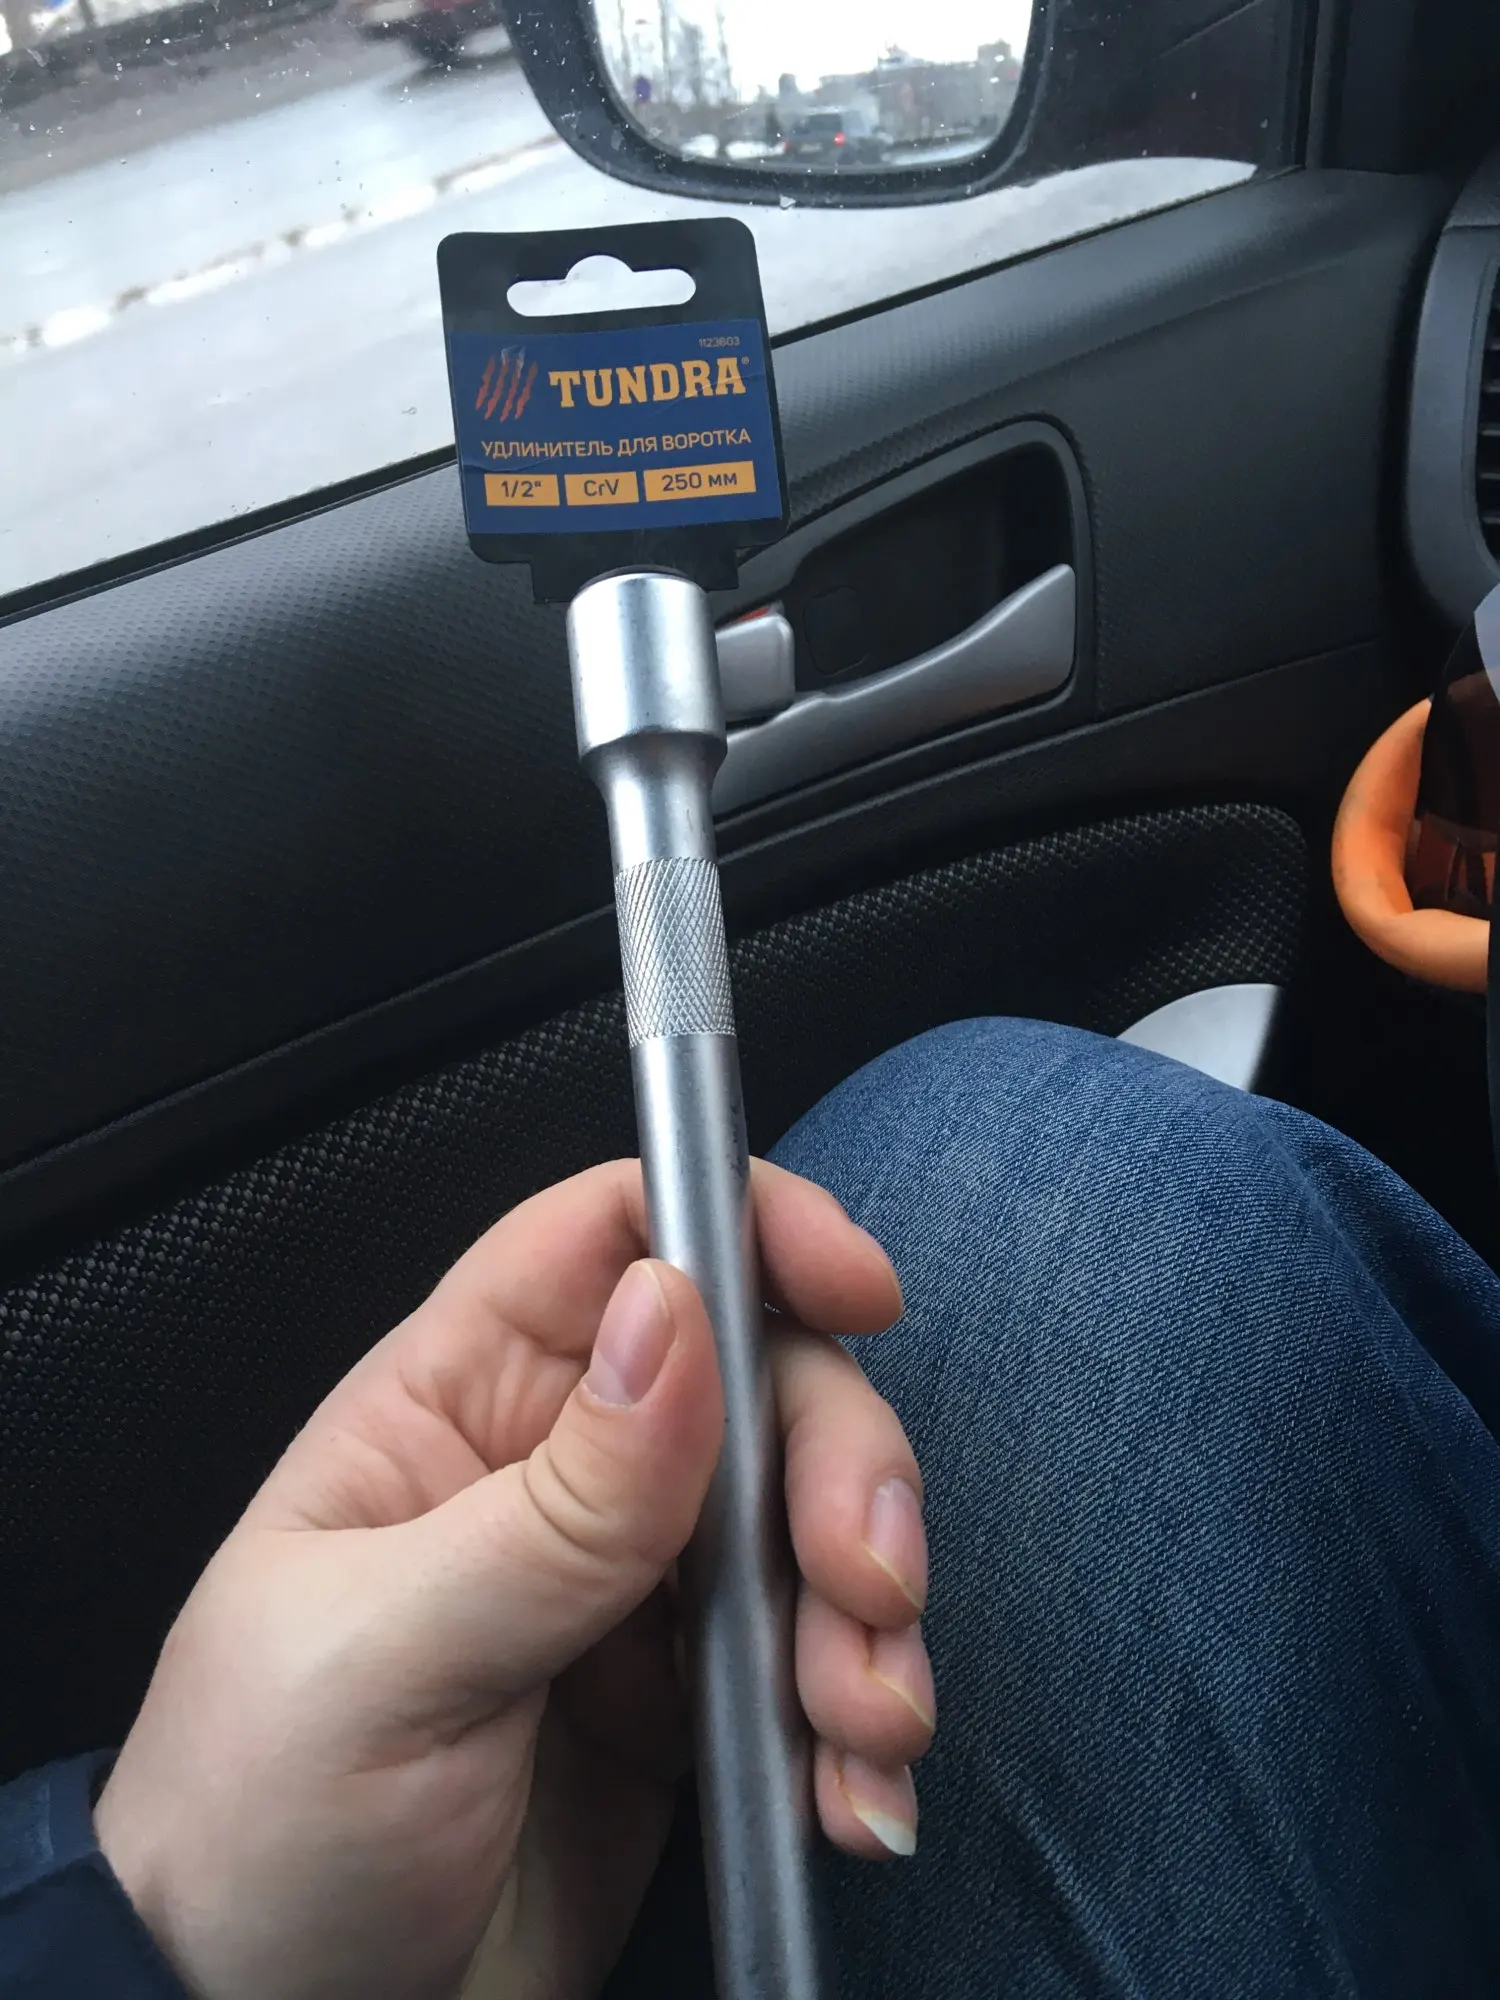 1123603
TUNDRA®
УДЛИНИТЕЛЬ ДЛЯ ВОРОТКА
1/2" CrV 250 мм